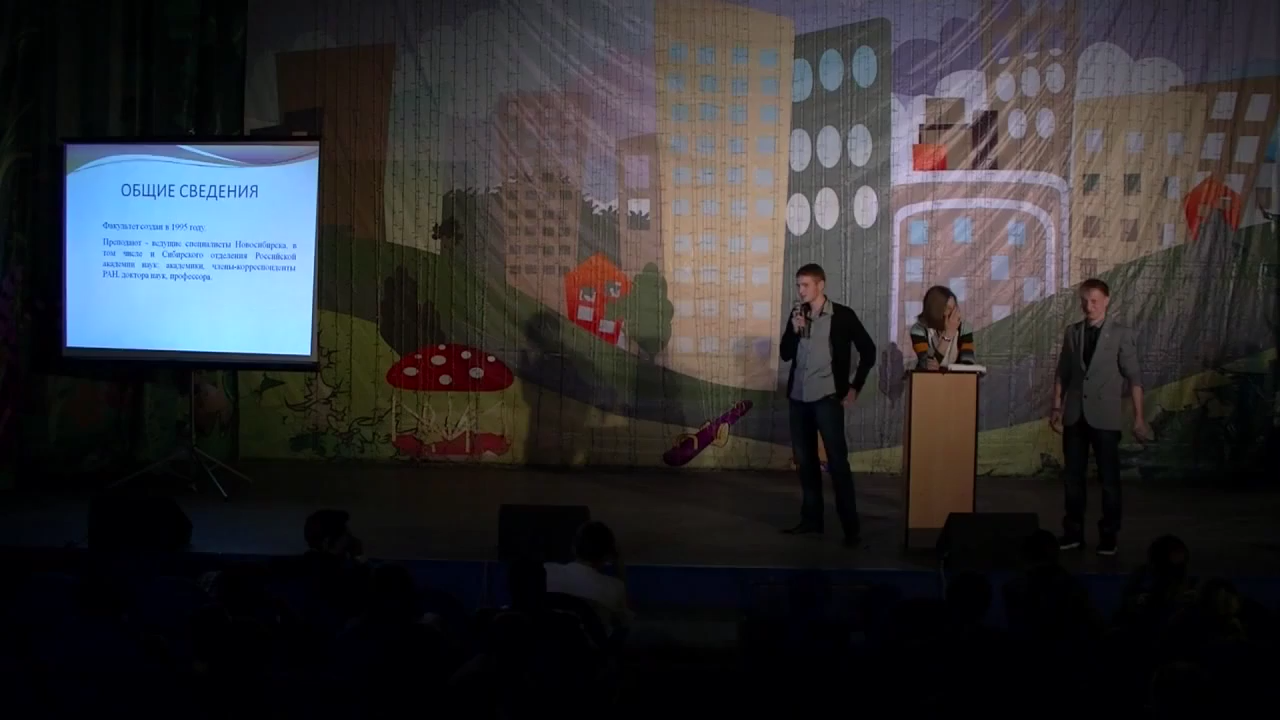 ОБЩИЕ СВЕДЕНИЯ
Факультет создан в 1995 году.
Преподают - ведущие специалисты Новосибирска, в
том числе и Сибирского отделения Российской
академии наук: академики, члены-корреспонденты
РАН, доктора наук, профессора.